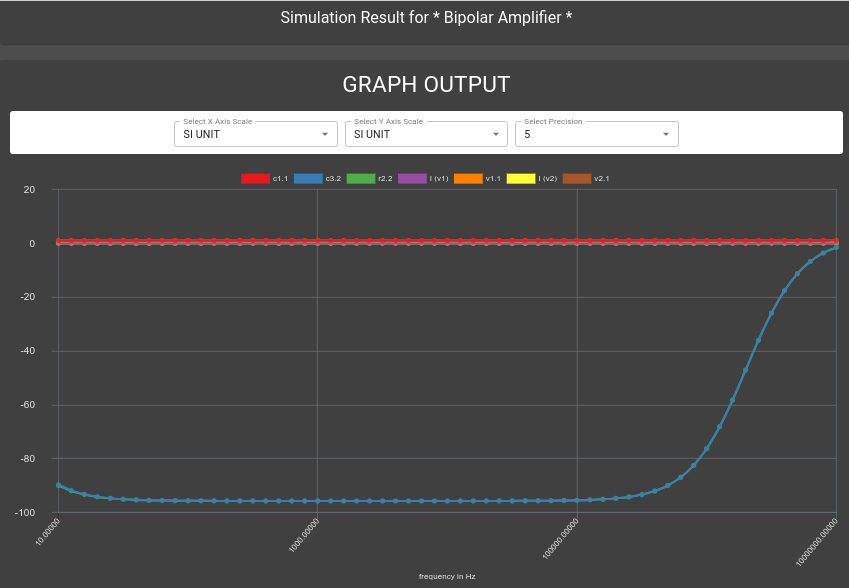 Simulation Result for * Bipolar Amplifier *
GRAPH OUTPUT
Select X Axis Scale
SI UNIT
Select Y Axis Scale
SI UNIT
Select Precision
5
c1.1 c3.2 r2.2 I (v1) v1.1 I (v2) v2.1
20
0
-20
-40
-60
-80
-100
10.00000
1000.00000
100000.00000
10000000.00000
frequency in Hz